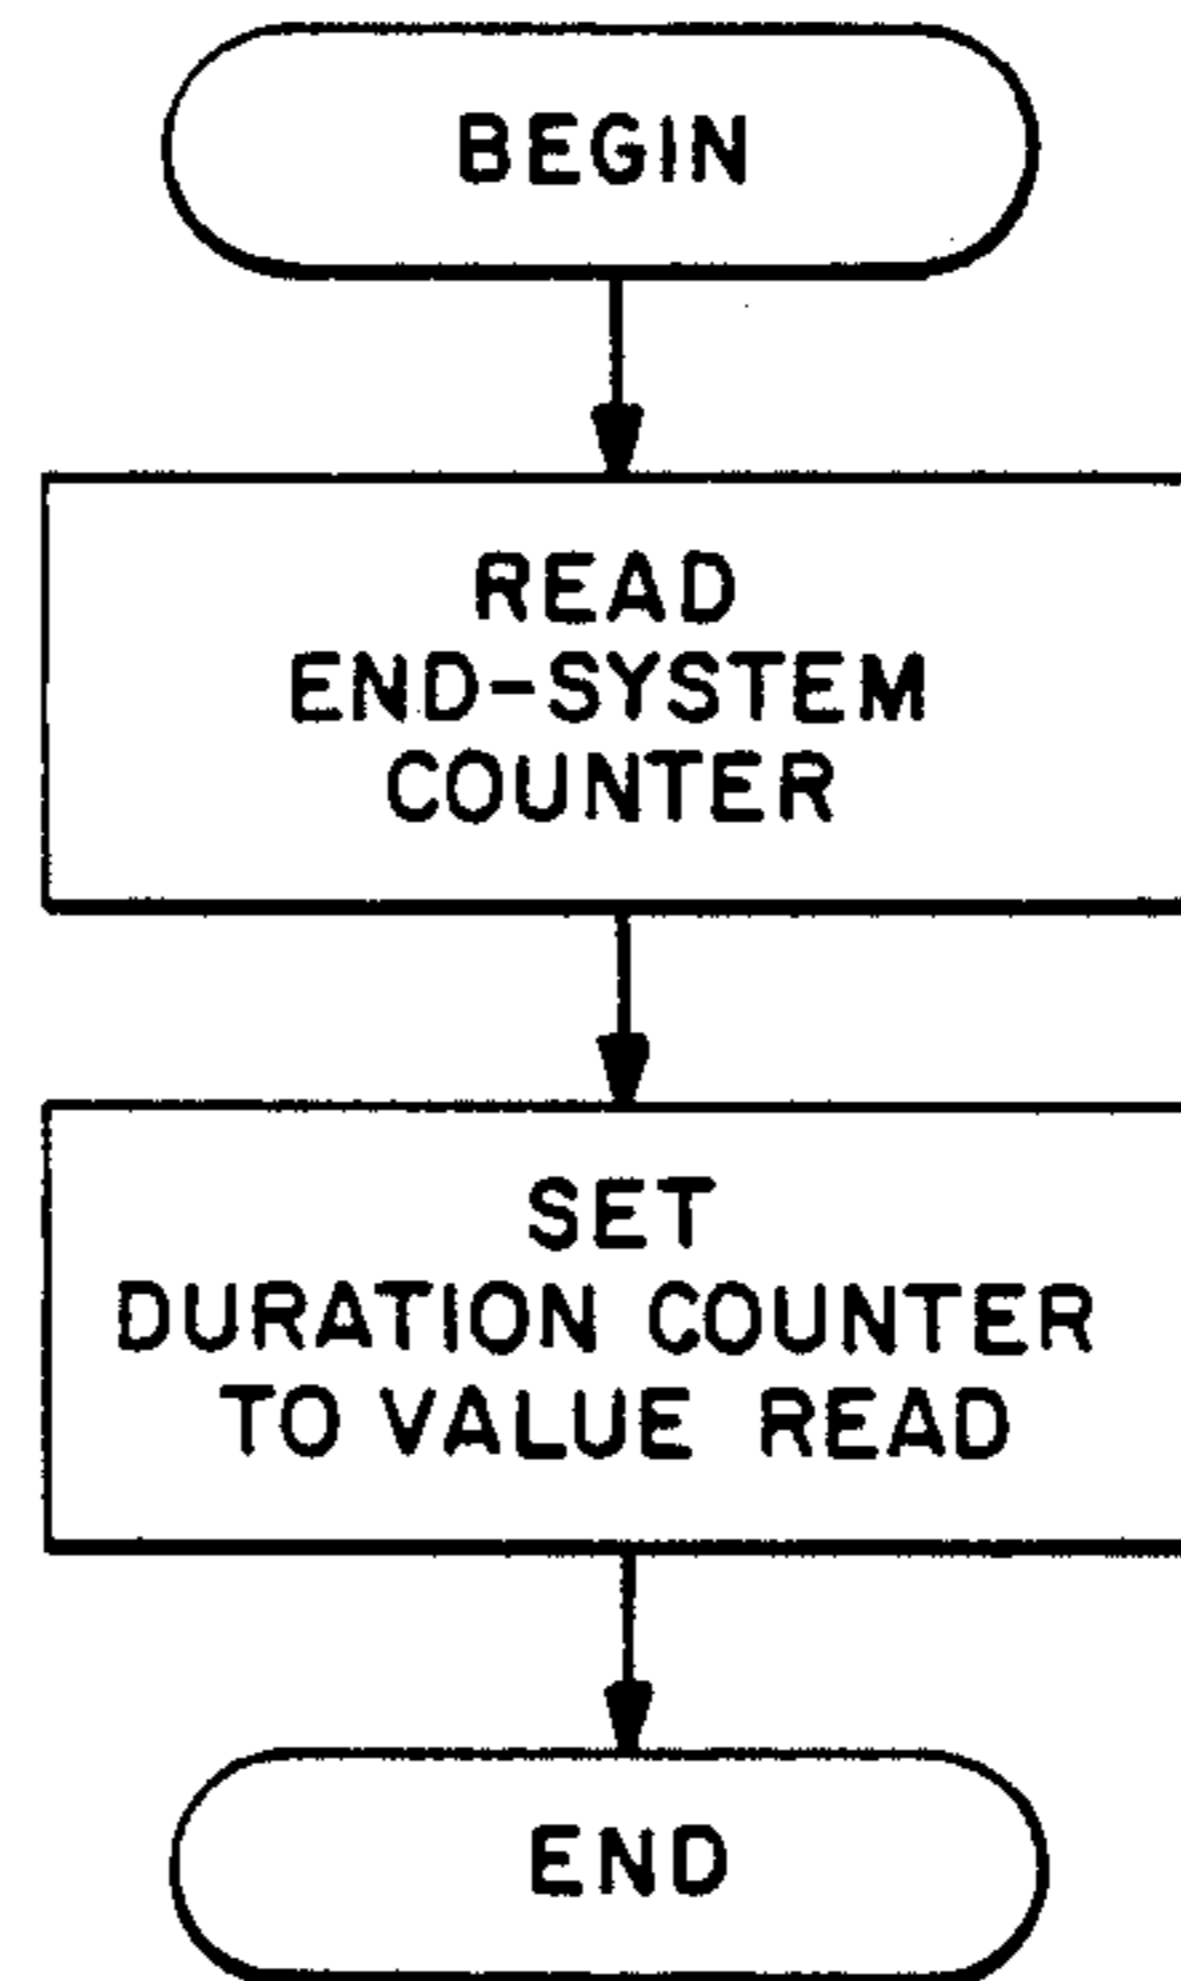 BEGIN
READ
END-SYSTEM
COUNTER
SET
DURATION COUNTER
TO VALUE READ
END